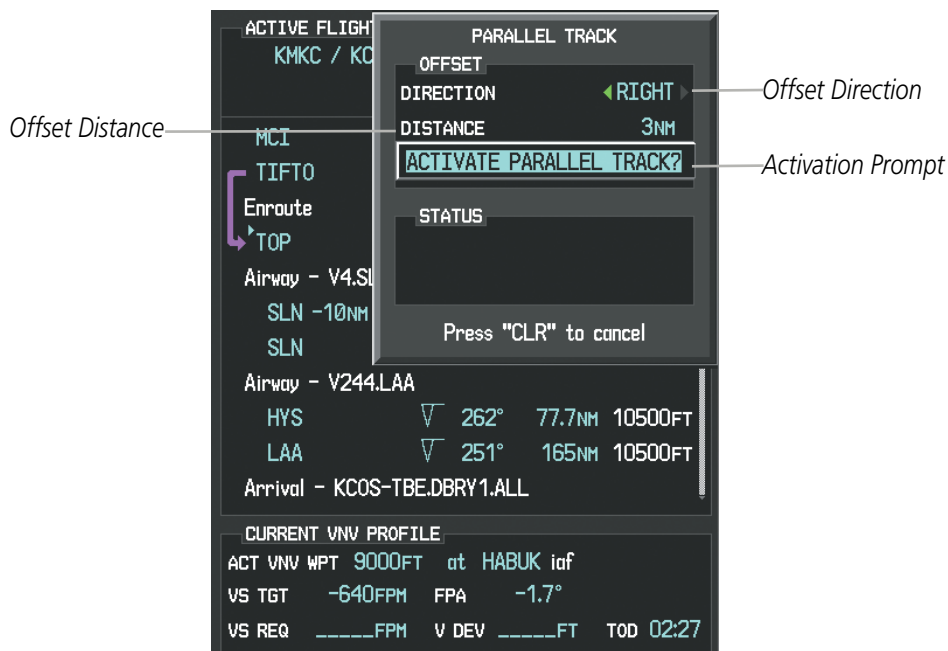 ACTIVE FLIGHT
KMKC / KC
PARALLEL TRACK
OFFSET
DIRECTION RIGHT
Offset Direction
Offset Distance
DISTANCE 3NM
ACTIVATE PARALLEL TRACK?
Activation Prompt
STATUS
Press "CLR" to cancel
MCI
TIFTO
Enroute
TOP
Airway - V4.SL
SLN -10NM
SLN
Airway - V244.LAA
HYS 262° 77.7NM 10500FT
LAA 251° 165NM 10500FT
Arrival - KCOS-TBE.DBRY1.ALL
CURRENT VNV PROFILE
ACT VNV WPT 9000FT at HABUK iaf
VS TGT -640FPM FPA -1.7°
VS REQ _____FPM V DEV _____FT TOD 02:27